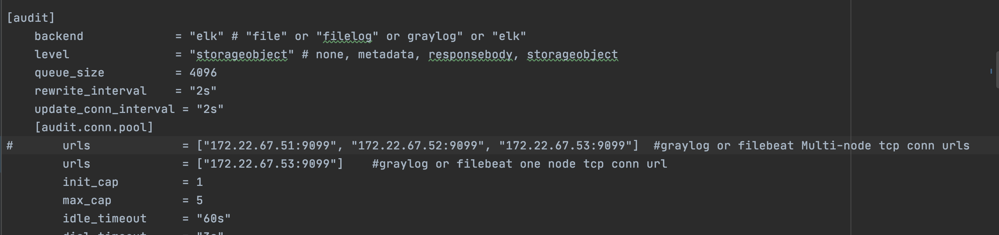 [audit]
backend = "elk" # "file" or "filelog" or graylog" or "elk"
level = "storageobject" # none, metadata, responsebody, storageobject
queue_size = 4096
rewrite_interval = "2s"
update_conn_interval = "2s"
[audit.conn.pool]
# urls = ["172.22.67.51:9099", "172.22.67.52:9099", "172.22.67.53:9099"] #graylog or filebeat Multi-node tcp conn urls
urls = ["172.22.67.53:9099"] #graylog or filebeat one node tcp conn url
init_cap = 1
max_cap = 5
idle_timeout = "60s"